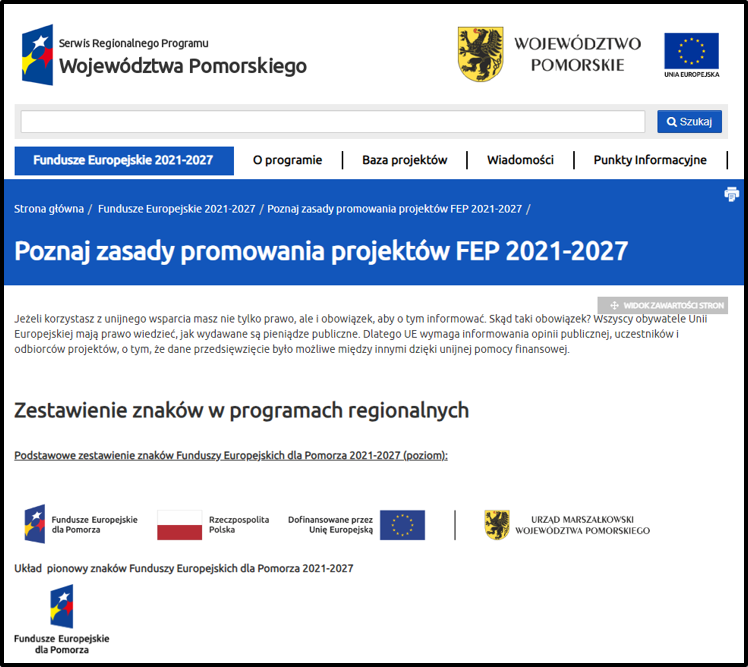 Serwis Regionalnego Programu
Województwa Pomorskiego
WOJEWÓDZTWO
POMORSKIE
UNIA EUROPEJSKA
Szukaj
Fundusze Europejskie 2021-2027
O programie
Baza projektów
Wiadomości
Punkty Informacyjne
Strona główna / Fundusze Europejskie 2021-2027 / Poznaj zasady promowania projektów FEP 2021-2027 /
Poznaj zasady promowania projektów FEP 2021-2027
WIDOK ZAWARTOŚCI STRON
Jeżeli korzystasz z unijnego wsparcia masz nie tylko prawo, ale i obowiązek, aby o tym informować. Skąd taki obowiązek? Wszyscy obywatele Unii
Europejskiej mają prawo wiedzieć, jak wydawane są pieniądze publiczne. Dlatego UE wymaga informowania opinii publicznej, uczestników i
odbiorców projektów, o tym, że dane przedsięwzięcie było możliwe między innymi dzięki unijnej pomocy finansowej.
Zestawienie znaków w programach regionalnych
Podstawowe zestawienie znaków Funduszy Europejskich dla Pomorza 2021-2027 (poziom):
Fundusze Europejskie
dla Pomorza
Rzeczpospolita
Polska
Dofinansowane przez
Unię Europejską
URZĄD MARSZAŁKOWSKI
WOJEWÓDZTWA POMORSKIEGO
Układ pionowy znaków Funduszy Europejskich dla Pomorza 2021-2027
Fundusze Europejskie
dla Pomorza